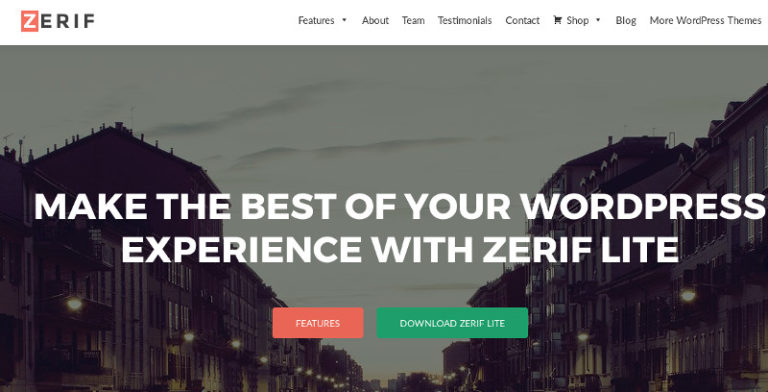 ZERIF
Features About Team Testimonials Contact Shop Blog More WordPress Themes
MAKE THE BEST OF YOUR WORDPRESS
EXPERIENCE WITH ZERIF LITE
FEATURES DOWNLOAD ZERIF LITE